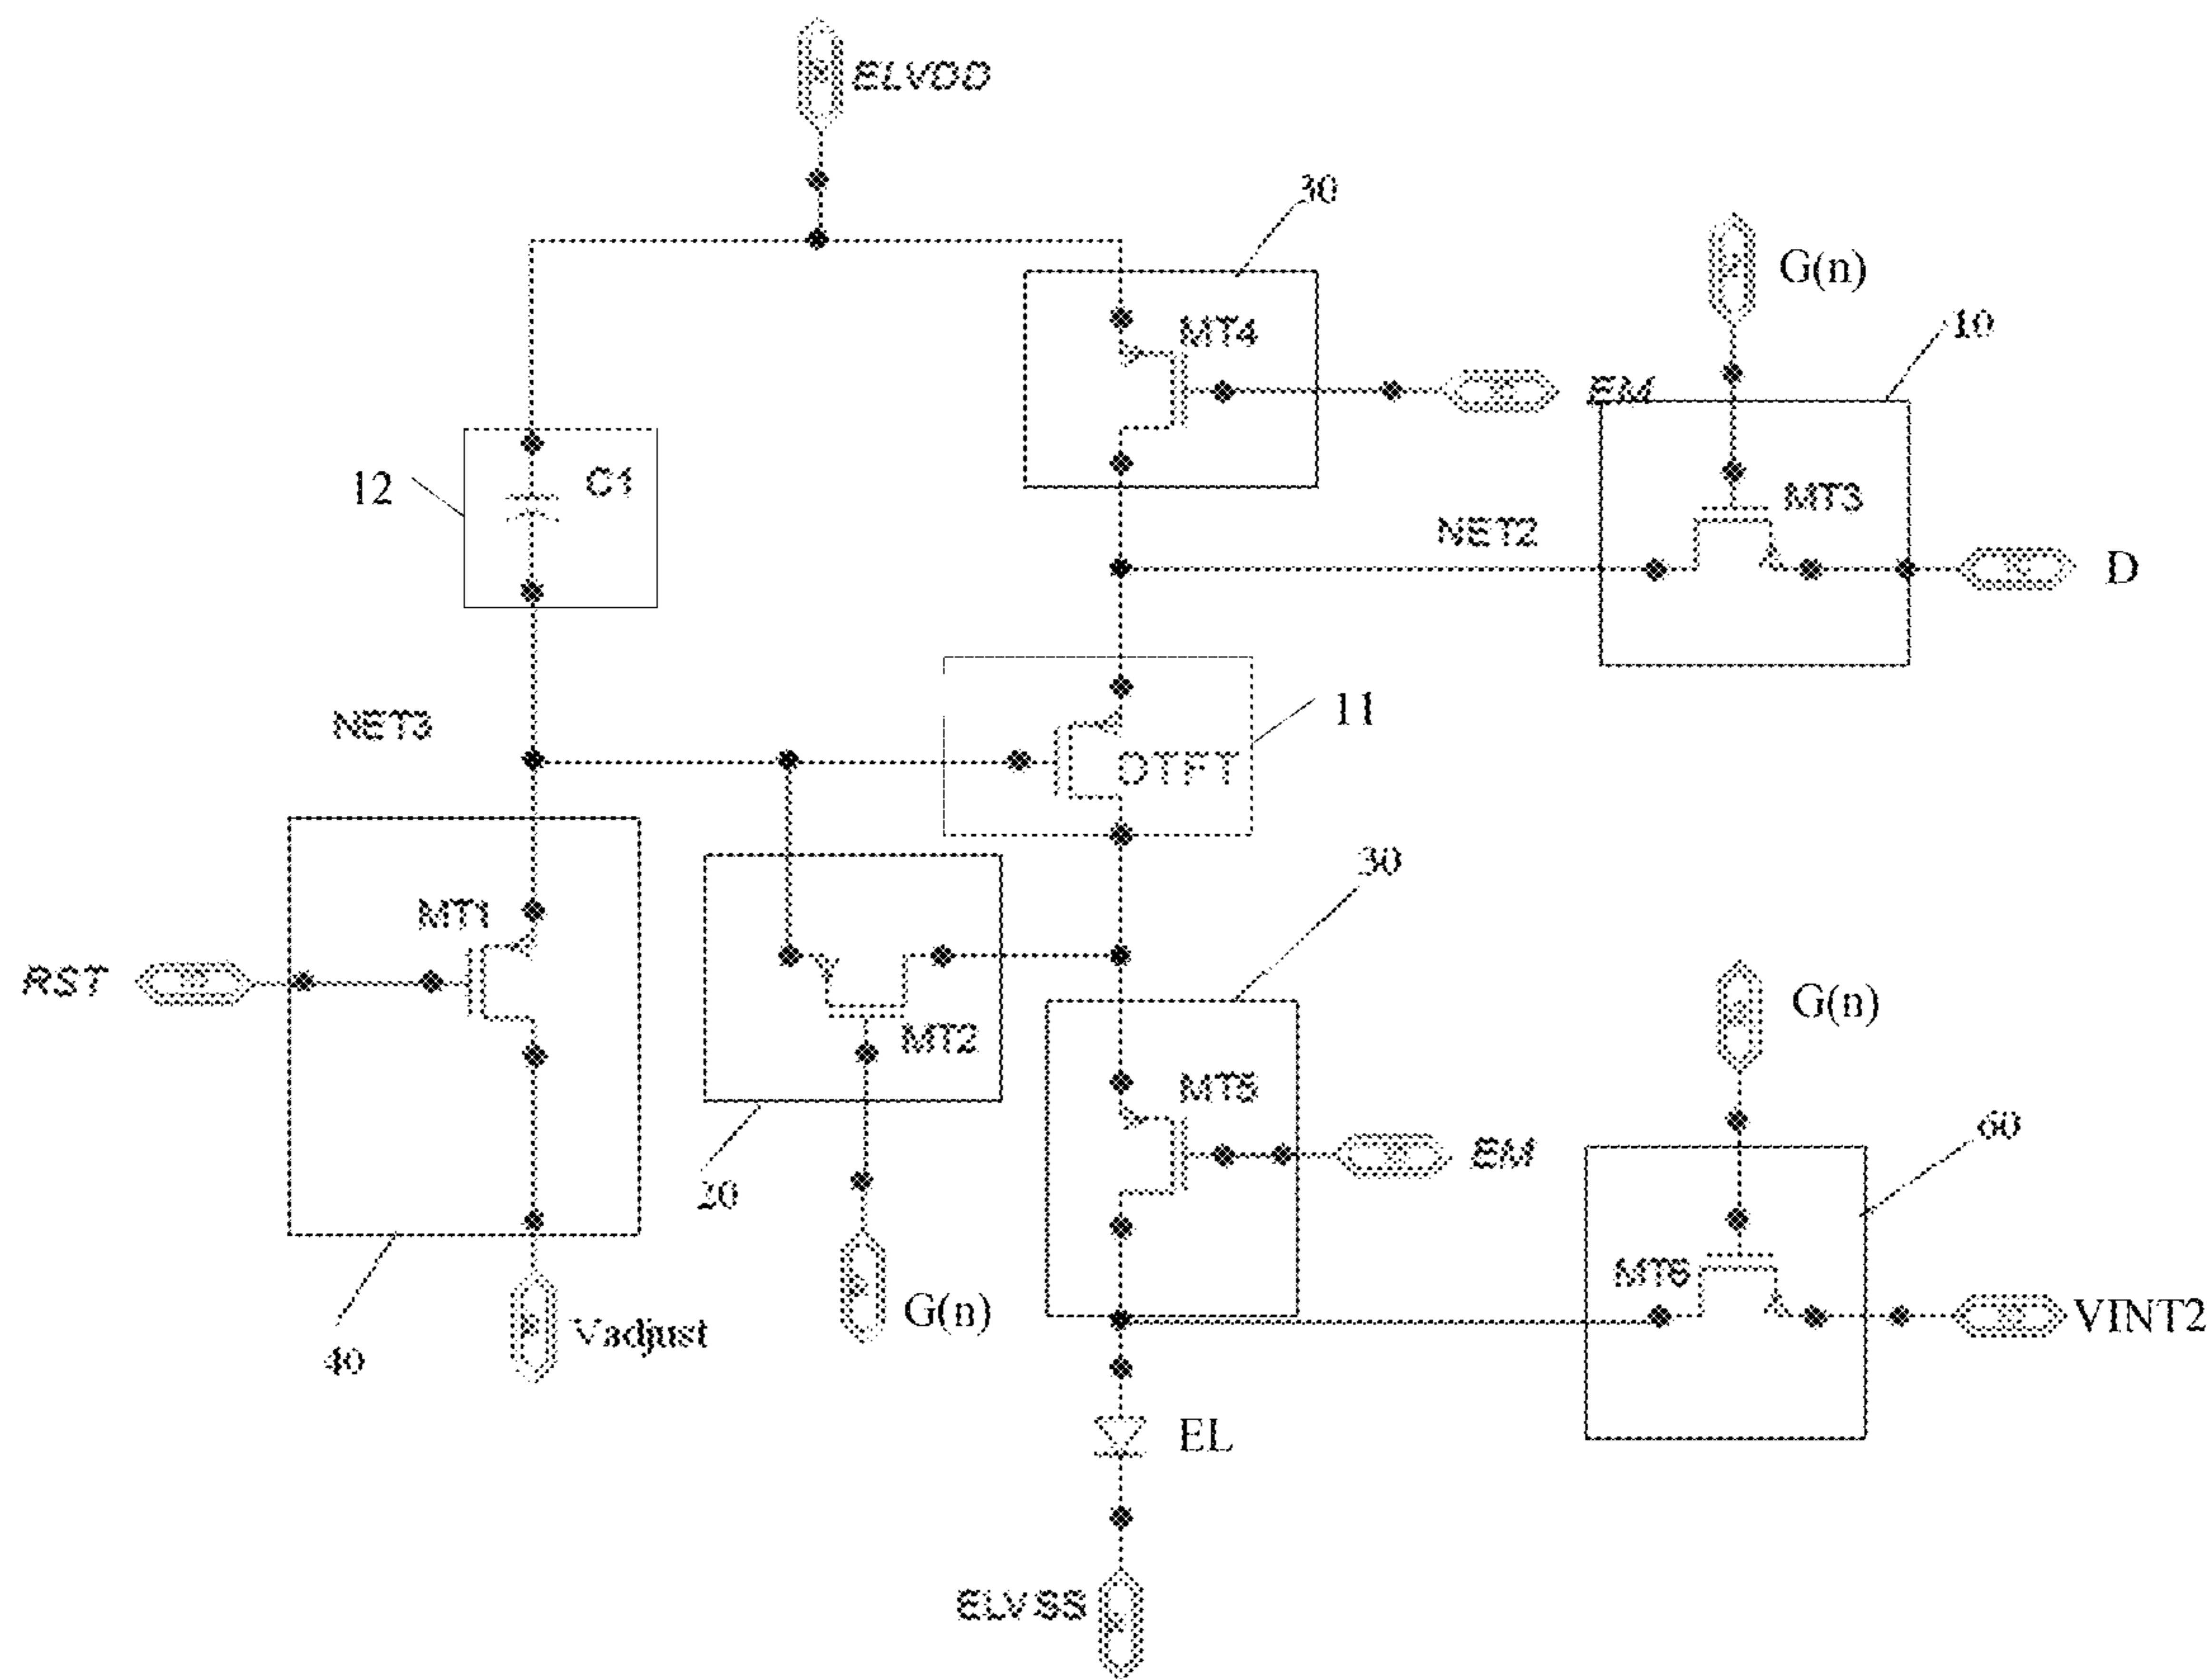 ELVDD
30
G(n)
MT4
10
EM
12
C1
MT3
NET2
D
NET3
11
DTFT
30
MT1
RST
G(n)
MT2
MT5
60
EM
20
MT6
G(n)
VINT2
Vadjust
40
EL
ELVSS